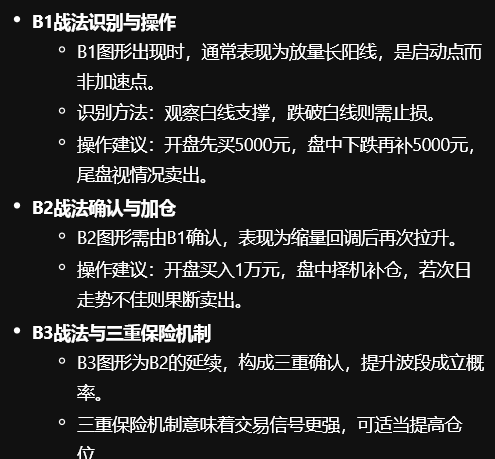 • B1战法识别与操作
○ B1图形出现时，通常表现为放量长阳线，是启动点而
非加速点。
○ 识别方法：观察白线支撑，跌破白线则需止损。
○ 操作建议：开盘先买5000元，盘中下跌再补5000元，
尾盘视情况卖出。
• B2战法确认与加仓
○ B2图形需由B1确认，表现为缩量回调后再次拉升。
○ 操作建议：开盘买入1万元，盘中择机补仓，若次日
走势不佳则果断卖出。
• B3战法与三重保险机制
○ B3图形为B2的延续，构成三重确认，提升波段成立概
率。
○ 三重保险机制意味着交易信号更强，可适当提高仓
位